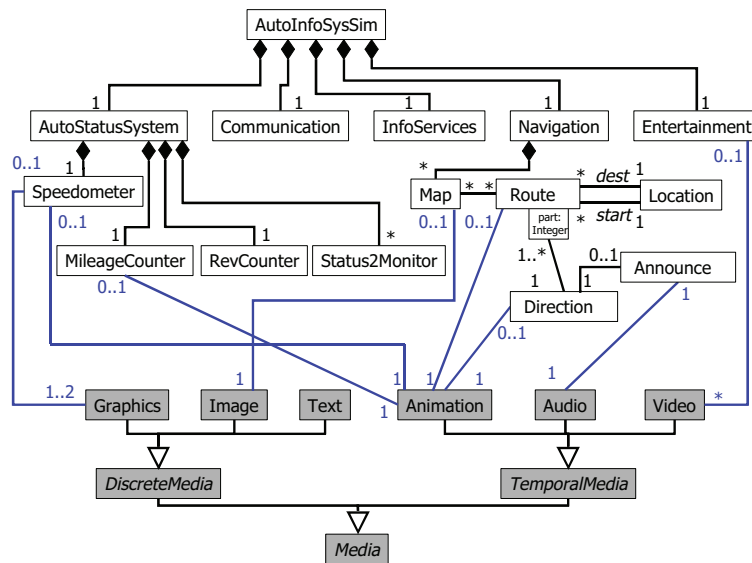 AutoInfoSysSim
1 1 1 1 1
AutoStatusSystem Communication InfoServices Navigation Entertainment
0..1 1 * * * * dest 1 0..1
Speedometer Map Route Location
0..1 1 1 * 0..1 0..1 * start 1
part:
Integer
MileageCounter RevCounter Status2Monitor 1..* 0..1 Announce
0..1 1 1 1
Direction
0..1
1..2 1 1 1 1 1 *
Graphics Image Text 1 Animation Audio Video
DiscreteMedia TemporalMedia
Media